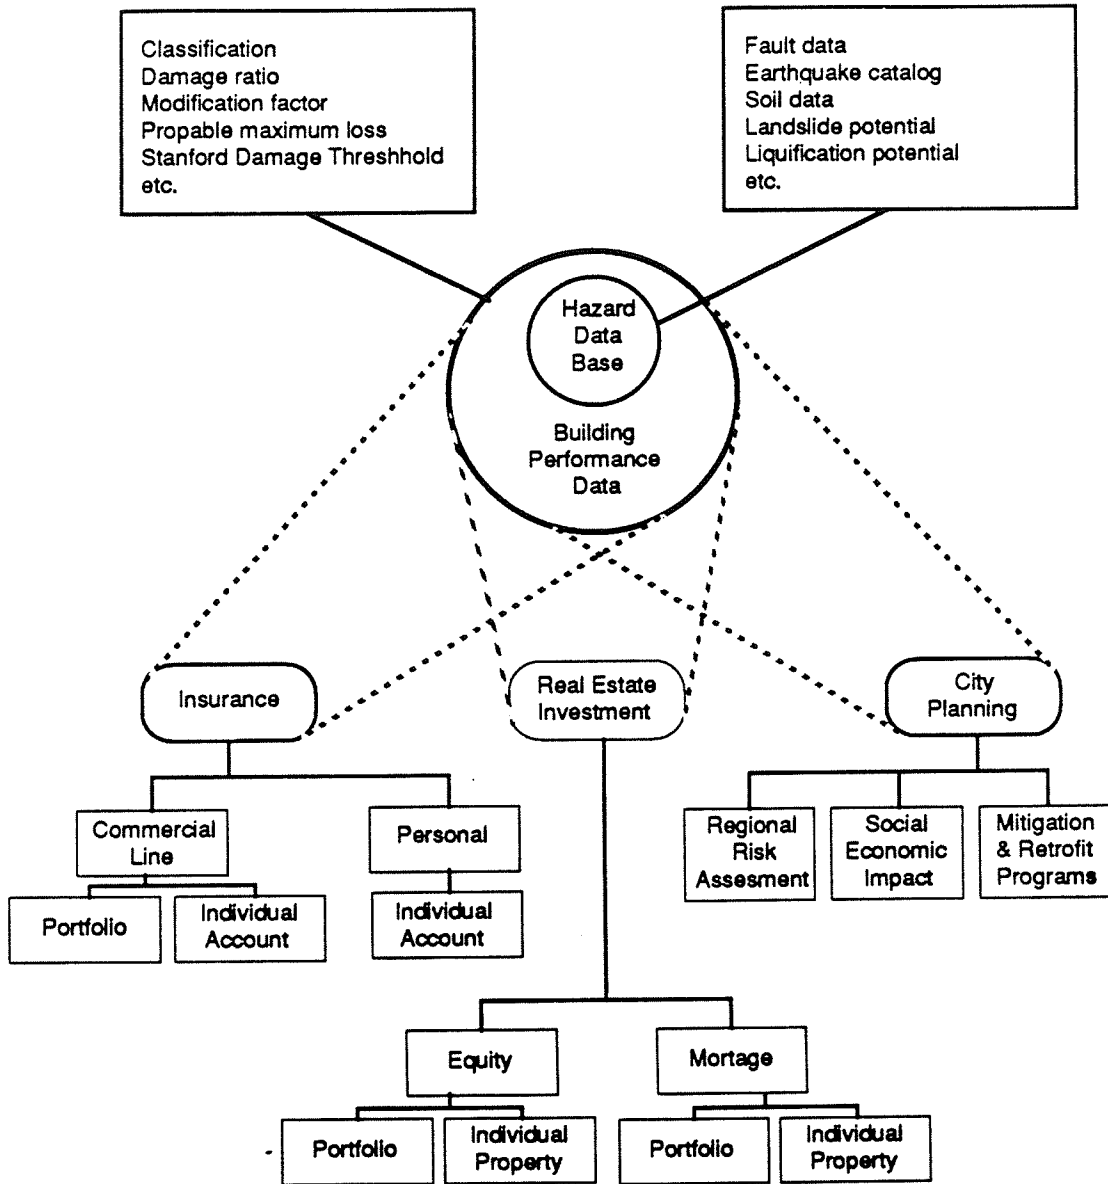 Classification
Damage ratio
Modification factor
Propable maximum loss
Stanford Damage Threshhold
etc.
Fault data
Earthquake catalog
Soil data
Landslide potential
Liquification potential
etc.
Hazard
Data
Base
Building
Performance
Data
Insurance
Real Estate
Investment
City
Planning
Commercial
Line
Personal
Regional
Risk
Assesment
Social
Economic
Impact
Mitigation
& Retrofit
Programs
Portfolio
Individual
Account
Individual
Account
Equity
Mortage
Portfolio
Individual
Property
Portfolio
Individual
Property